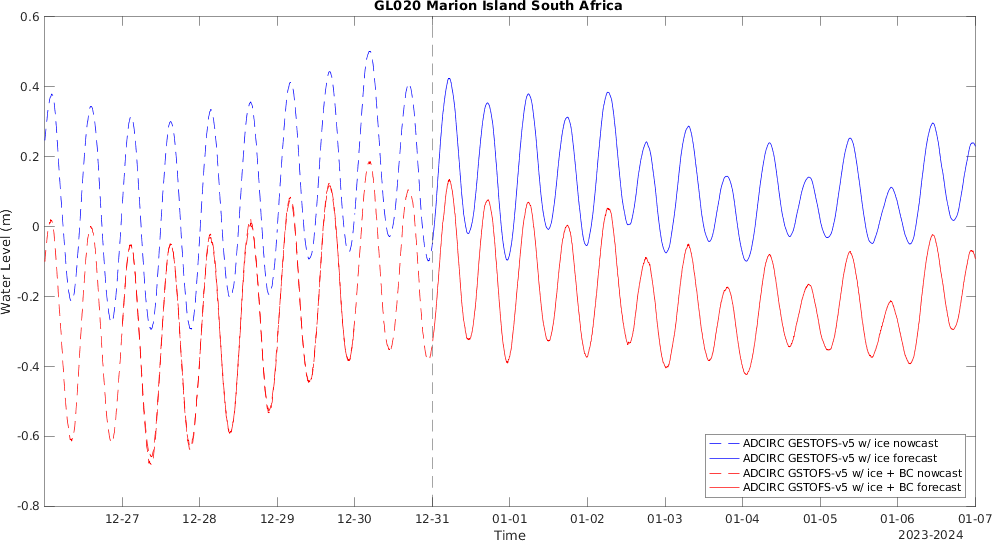 GL020 Marion Island South Africa
Water Level (m)
0.6
0.4
0.2
0
-0.2
-0.4
-0.6
-0.8
ADCIRC GESTOFS-v5 w/ ice nowcast
ADCIRC GESTOFS-v5 w/ ice forecast
ADCIRC GSTOFS-v5 w/ ice + BC nowcast
ADCIRC GSTOFS-v5 w/ ice + BC forecast
12-27 12-28 12-29 12-30 12-31 01-01 01-02 01-03 01-04 01-05 01-06 01-07
Time
2023-2024